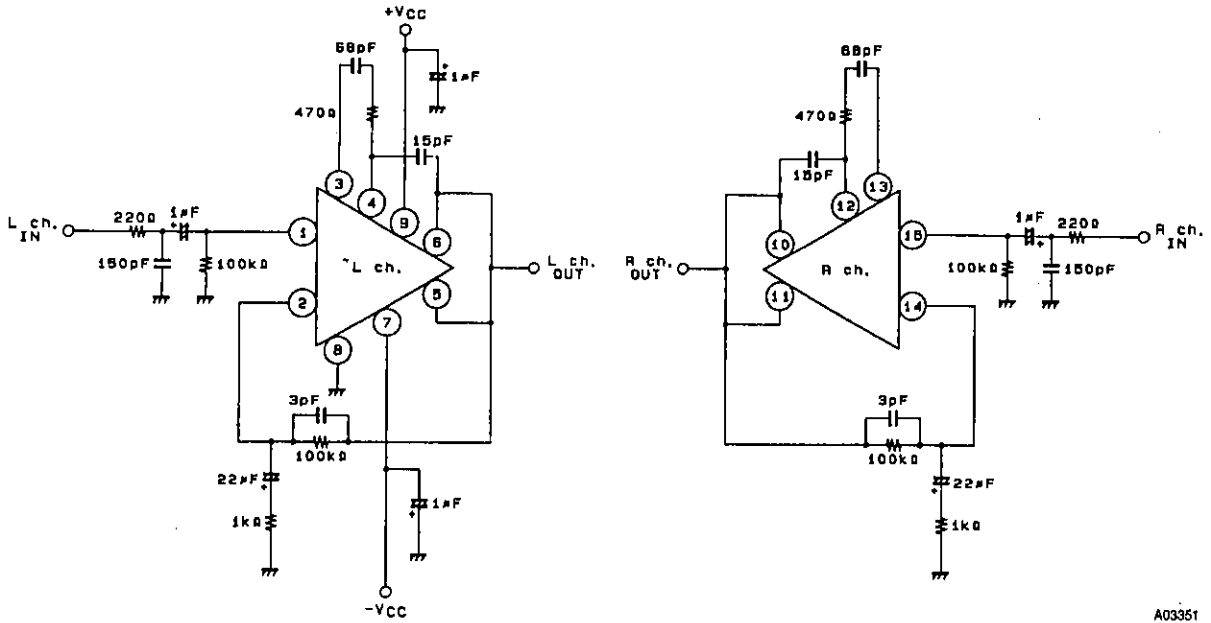 +VCC
68pF
1µF
470Ω
15pF
3
4
9
6
L ch.
IN
220Ω
1µF
1
150pF
100kΩ
~L ch.
L ch.
OUT
2
5
7
8
3pF
100kΩ
22µF
1kΩ
1µF
-VCC
68pF
470Ω
15pF
13
12
10
R ch.
OUT
R ch.
15
1µF
220Ω
R ch.
IN
100kΩ
150pF
11
14
3pF
100kΩ
22µF
1kΩ
A03351